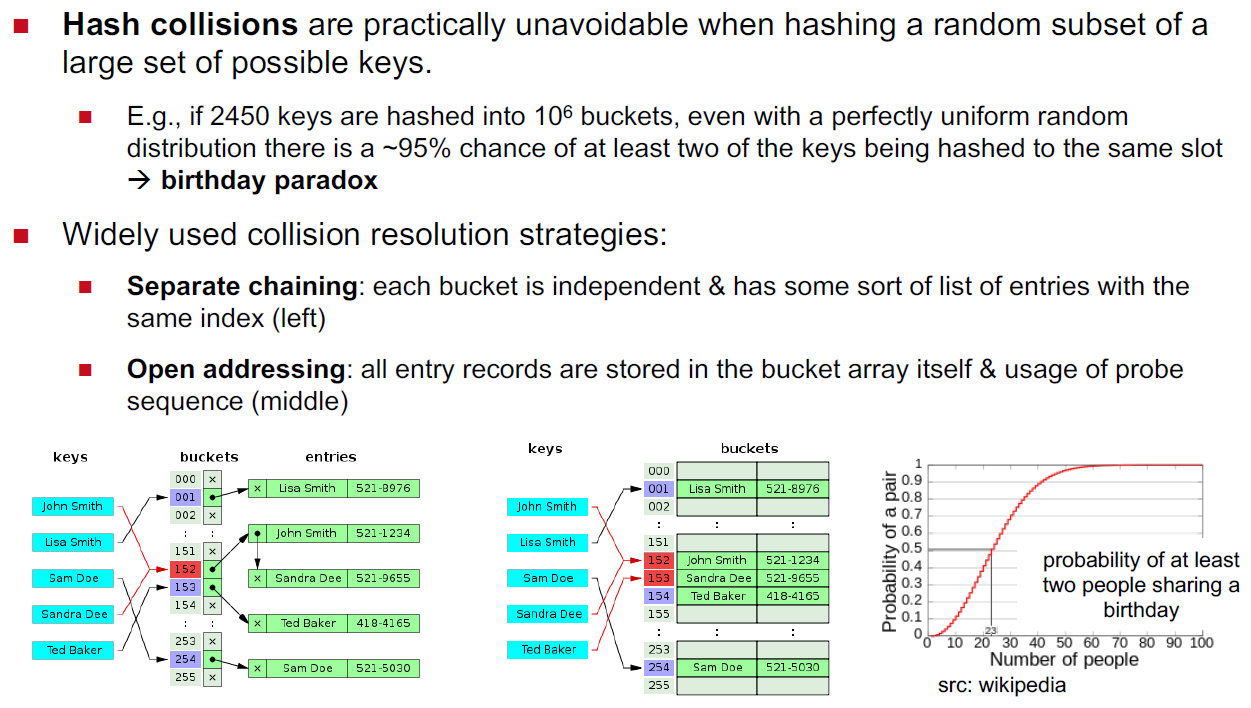 Hash collisions are practically unavoidable when hashing a random subset of a
large set of possible keys.
E.g., if 2450 keys are hashed into 10⁶ buckets, even with a perfectly uniform random
distribution there is a ~95% chance of at least two of the keys being hashed to the same slot
→ birthday paradox
Widely used collision resolution strategies:
Separate chaining: each bucket is independent & has some sort of list of entries with the
same index (left)
Open addressing: all entry records are stored in the bucket array itself & usage of probe
sequence (middle)
keys
John Smith
Lisa Smith
Sam Doe
Sandra Dee
Ted Baker
buckets
000 ×
001
002 ×
: :
151 ×
152
153
154 ×
: :
253 ×
254
255 ×
entries
× Lisa Smith 521-8976
John Smith 521-1234
× Sandra Dee 521-9655
× Ted Baker 418-4165
× Sam Doe 521-5030
keys
John Smith
Lisa Smith
Sam Doe
Sandra Dee
Ted Baker
buckets
000
001 Lisa Smith 521-8976
002
: : :
151
152 John Smith 521-1234
153 Sandra Dee 521-9655
154 Ted Baker 418-4165
155
: : :
253
254 Sam Doe 521-5030
255
Probability of a pair
1
0.9
0.8
0.7
0.6
0.5
0.4
0.3
0.2
0.1
0
23
0 10 20 30 40 50 60 70 80 90 100
Number of people
probability of at least
two people sharing a
birthday
src: wikipedia